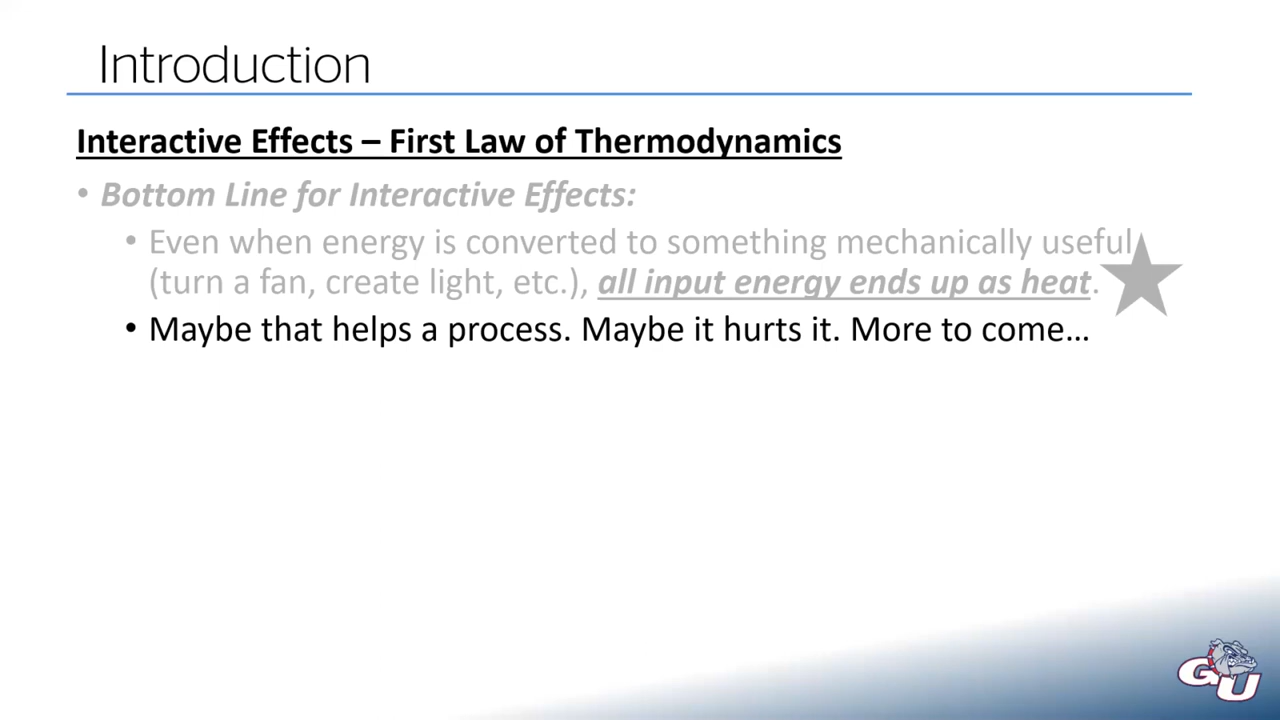 Introduction
Interactive Effects – First Law of Thermodynamics
• Bottom Line for Interactive Effects:
• Even when energy is converted to something mechanically useful
(turn a fan, create light, etc.), all input energy ends up as heat.
• Maybe that helps a process. Maybe it hurts it. More to come…
GU